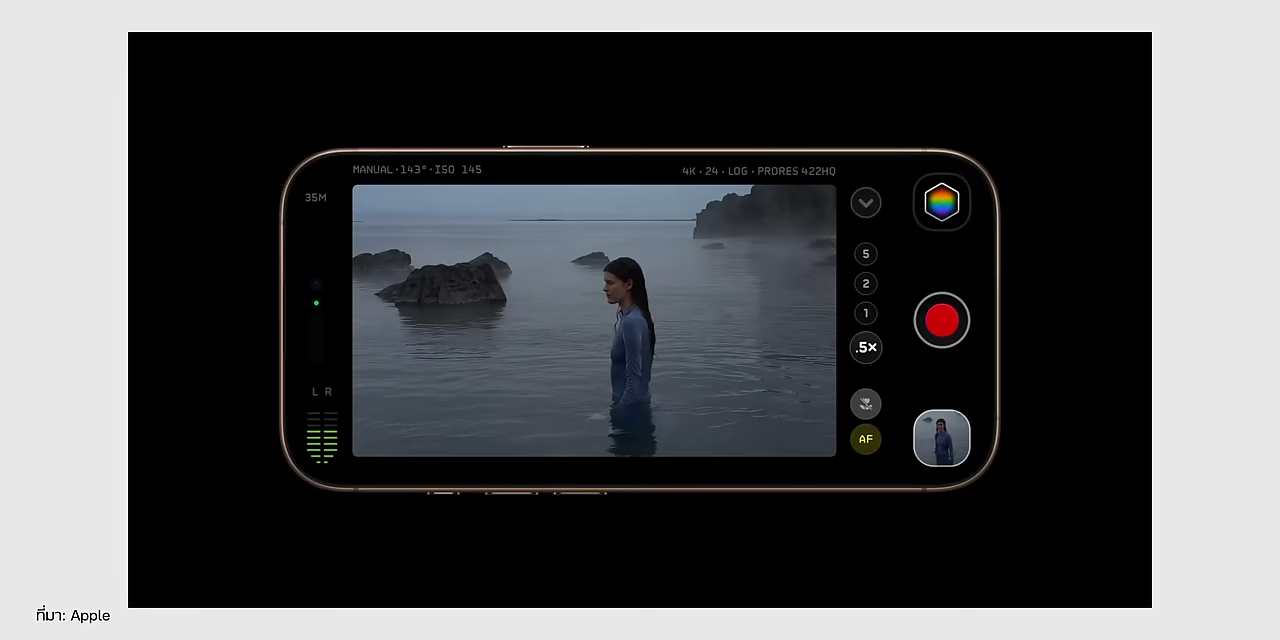 MANUAL·143°·ISO 145
4K · 24 · LOG · PRORES 422HQ
35M
5
2
1
.5×
L R
AF
ที่มา: Apple